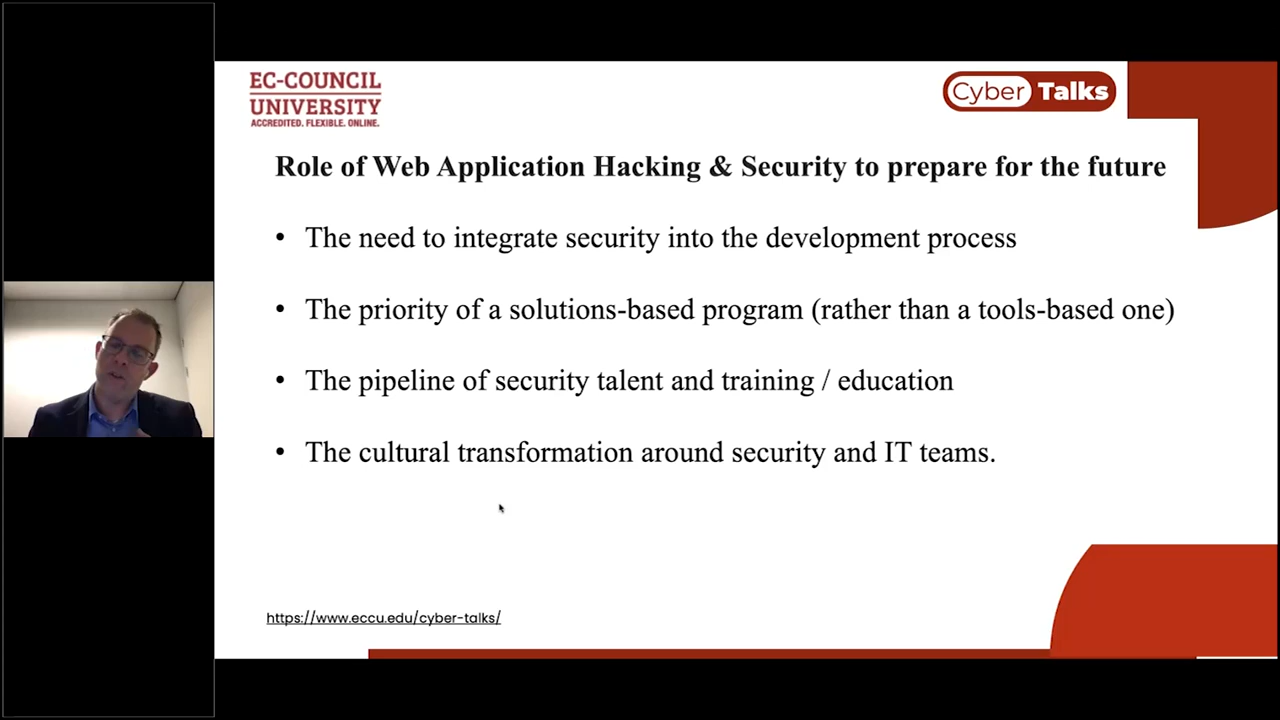 EC-COUNCIL
UNIVERSITY
ACCREDITED. FLEXIBLE. ONLINE.
Cyber Talks
Role of Web Application Hacking & Security to prepare for the future
• The need to integrate security into the development process
• The priority of a solutions-based program (rather than a tools-based one)
• The pipeline of security talent and training / education
• The cultural transformation around security and IT teams.
https://www.eccu.edu/cyber-talks/